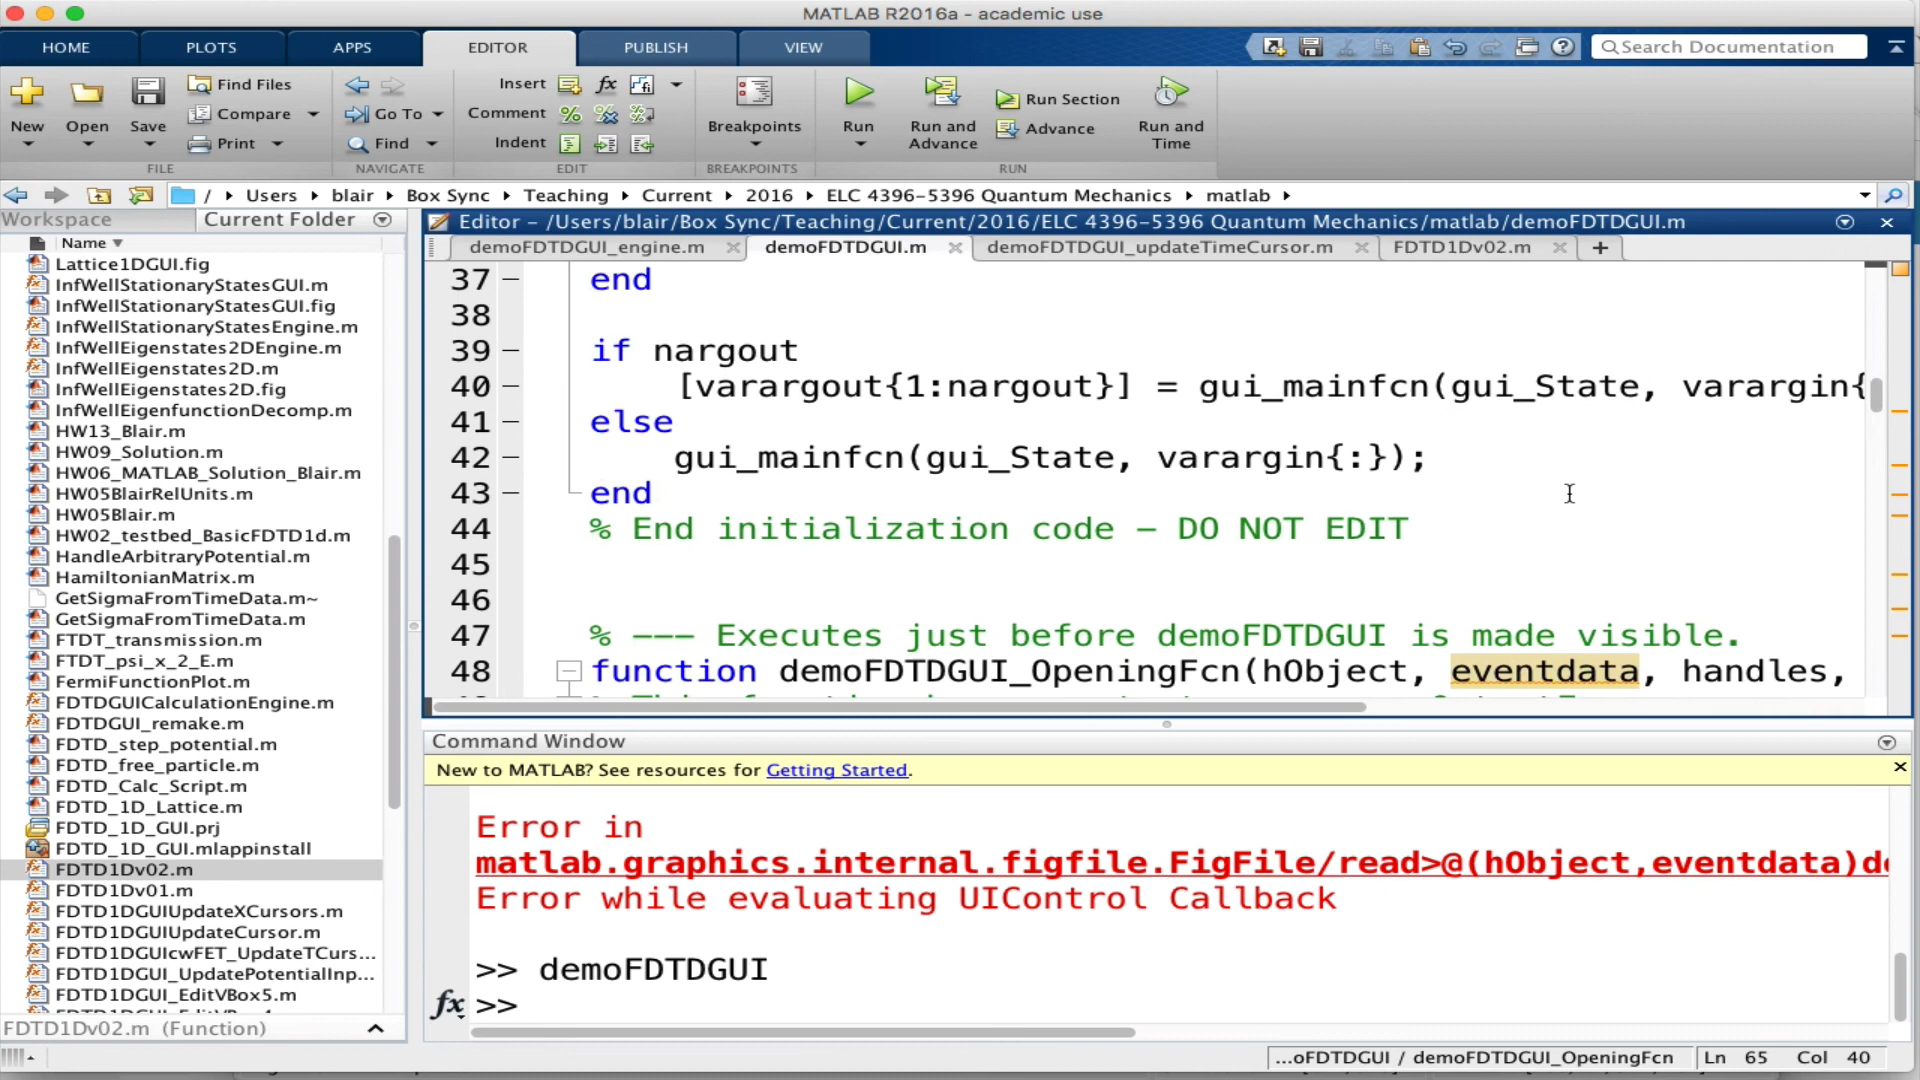 MATLAB R2016a - academic use
HOME PLOTS APPS EDITOR PUBLISH VIEW
Search Documentation
New Open Save
Find Files
Compare
Print
FILE
Go To
Find
NAVIGATE
Insert fx
Comment
Indent
EDIT
Breakpoints
BREAKPOINTS
Run
Run and Advance
Run Section
Advance
Run and Time
RUN
/ Users blair Box Sync Teaching Current 2016 ELC 4396-5396 Quantum Mechanics matlab
Workspace Current Folder
Name
Lattice1DGUI.fig
InfWellStationaryStatesGUI.m
InfWellStationaryStatesGUI.fig
InfWellStationaryStatesEngine.m
InfWellEigenstates2DEngine.m
InfWellEigenstates2D.m
InfWellEigenstates2D.fig
InfWellEigenfunctionDecomp.m
HW13_Blair.m
HW09_Solution.m
HW06_MATLAB_Solution_Blair.m
HW05BlairRelUnits.m
HW05Blair.m
HW02_testbed_BasicFDTD1d.m
HandleArbitraryPotential.m
HamiltonianMatrix.m
GetSigmaFromTimeData.m~
GetSigmaFromTimeData.m
FTDT_transmission.m
FTDT_psi_x_2_E.m
FermiFunctionPlot.m
FDTDGUICalculationEngine.m
FDTDGUI_remake.m
FDTD_step_potential.m
FDTD_free_particle.m
FDTD_Calc_Script.m
FDTD_1D_Lattice.m
FDTD_1D_GUI.prj
FDTD_1D_GUI.mlappinstall
FDTD1Dv02.m
FDTD1Dv01.m
FDTD1DGUIUpdateXCursors.m
FDTD1DGUIUpdateCursor.m
FDTD1DGUIcwFET_UpdateTCurs...
FDTD1DGUI_UpdatePotentialInp...
FDTD1DGUI_EditVBox5.m
FDTD1Dv02.m (Function)
Editor - /Users/blair/Box Sync/Teaching/Current/2016/ELC 4396-5396 Quantum Mechanics/matlab/demoFDTDGUI.m
demoFDTDGUI_engine.m demoFDTDGUI.m demoFDTDGUI_updateTimeCursor.m FDTD1Dv02.m +
37 – end
38
39 – if nargout
40 – [varargout{1:nargout}] = gui_mainfcn(gui_State, varargin{
41 – else
42 – gui_mainfcn(gui_State, varargin{:});
43 – end
44 % End initialization code – DO NOT EDIT
45
46
47 % --- Executes just before demoFDTDGUI is made visible.
48 function demoFDTDGUI_OpeningFcn(hObject, eventdata, handles,
Command Window
New to MATLAB? See resources for Getting Started.
Error in
matlab.graphics.internal.figfile.FigFile/read>@(hObject,eventdata)de
Error while evaluating UIControl Callback
>> demoFDTDGUI
fx >>
...oFDTDGUI / demoFDTDGUI_OpeningFcn Ln 65 Col 40